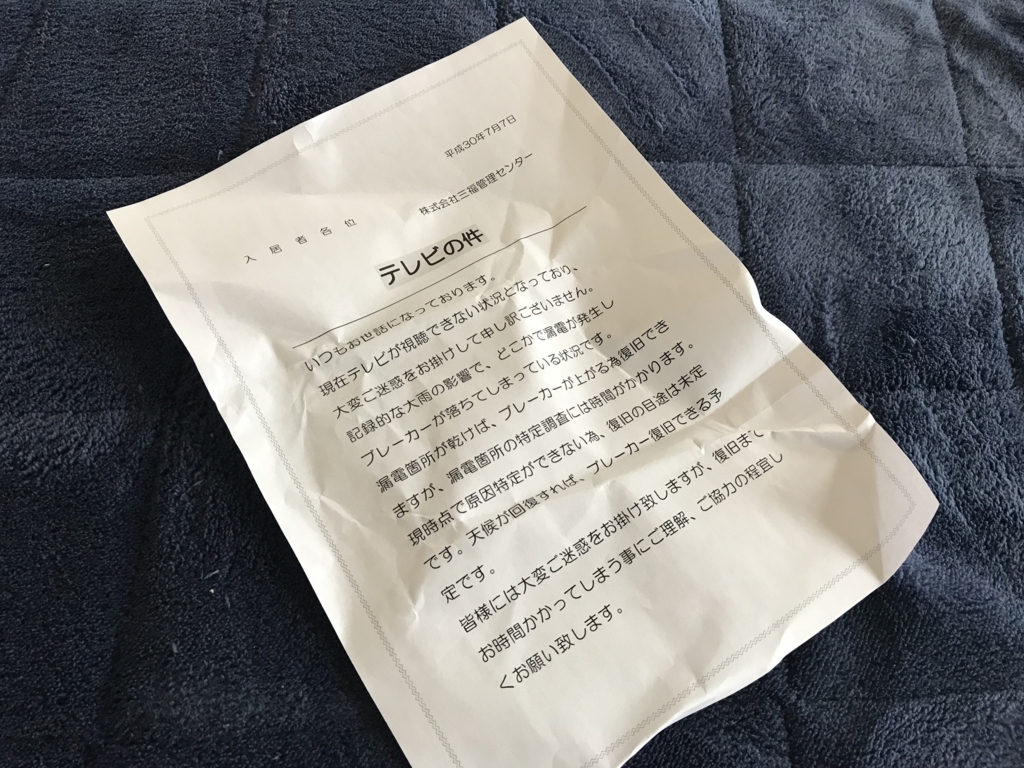 平成30年7月7日
株式会社三福管理センター
入居者各位
テレビの件
いつもお世話になっております。
現在テレビが視聴できない状況となっており、
大変ご迷惑をお掛けして申し訳ございません。
記録的な大雨の影響で、どこかで漏電が発生し
ブレーカーが落ちてしまっている状況です。
漏電箇所が乾けば、ブレーカーが上がる為復旧でき
ますが、漏電箇所の特定調査には時間がかかります。
現時点で原因特定ができない為、復旧の目途は未定
です。天候が回復すれば、ブレーカー復旧できる予
定です。
皆様には大変ご迷惑をお掛け致しますが、復旧まで
お時間かかってしまう事にご理解、ご協力の程宜し
くお願い致します。